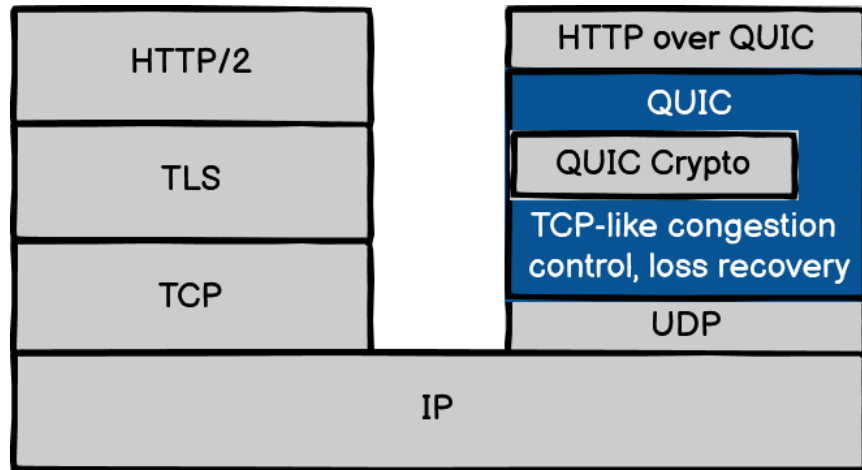 HTTP/2
TLS
TCP
HTTP over QUIC
QUIC
QUIC Crypto
TCP-like congestion
control, loss recovery
UDP
IP